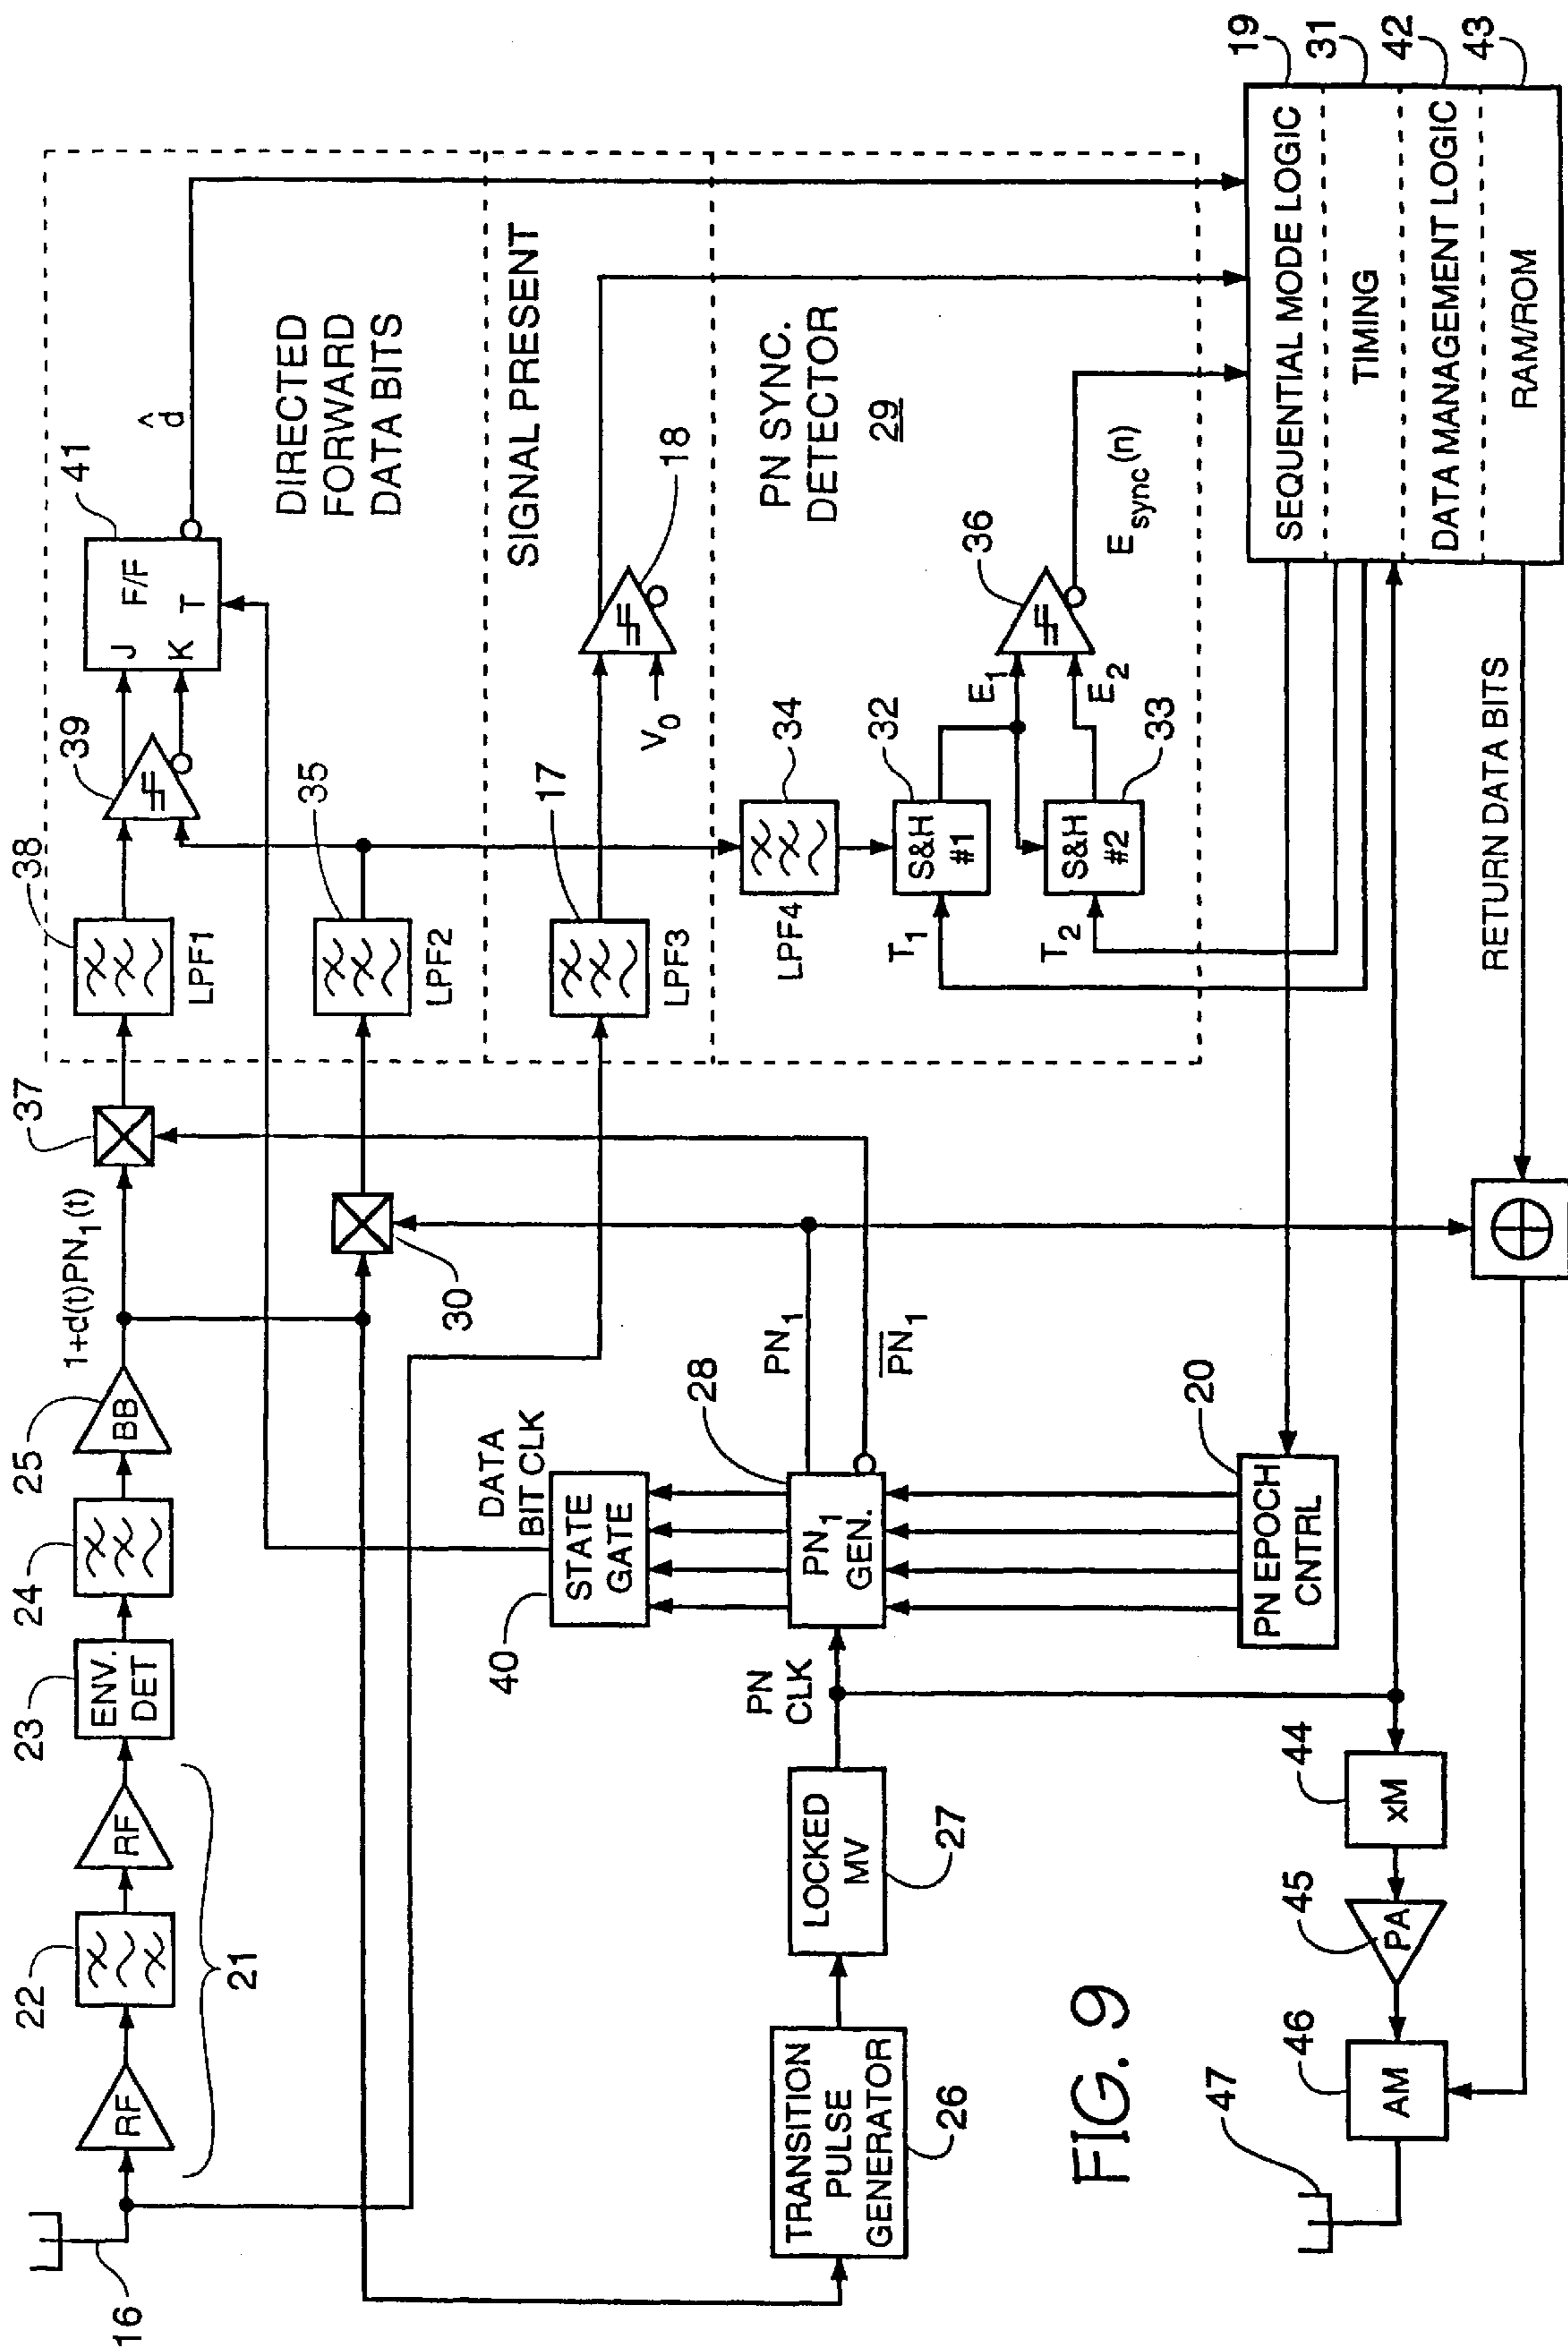 16
RF
22
RF
21
23
ENV.
DET
24
25
BB
1+d(t)PN1(t)
37
38
LPF1
39
J
K
F/F
T
41
d̂
DIRECTED
FORWARD
DATA BITS
30
35
LPF2
SIGNAL PRESENT
17
LPF3
V0
18
PN SYNC.
DETECTOR
29
34
LPF4
32
S&H
#1
33
S&H
#2
T1
T2
E1
E2
36
Esync(n)
DATA
BIT CLK
STATE
GATE
40
28
PN1
GEN.
PN1
P̅N̅1
PN
CLK
20
PN EPOCH
CNTRL
TRANSITION
PULSE
GENERATOR
26
LOCKED
MV
27
SEQUENTIAL MODE LOGIC
19
TIMING
31
DATA MANAGEMENT LOGIC
42
RAM/ROM
43
RETURN DATA BITS
44
xM
45
PA
46
AM
47
FIG. 9